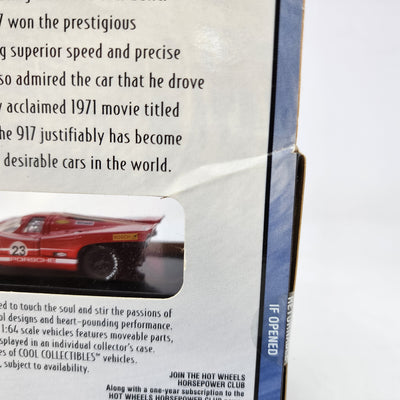 7 won the prestigious
g superior speed and precise
so admired the car that he drove
y acclaimed 1971 movie titled
he 917 justifiably has become
desirable cars in the world.
23
PORSCHE
ed to touch the soul and stir the passions of
ol designs and heart-pounding performance.
1:64 scale vehicles features moveable parts,
splayed in an individual collector's case.
es of COOL COLLECTIBLES™ vehicles.
. subject to availability.
IF OPENED
JOIN THE HOT WHEELS
HORSEPOWER CLUB
Along with a one-year subscription to the
HOT WHEELS HORSEPOWER CLUB